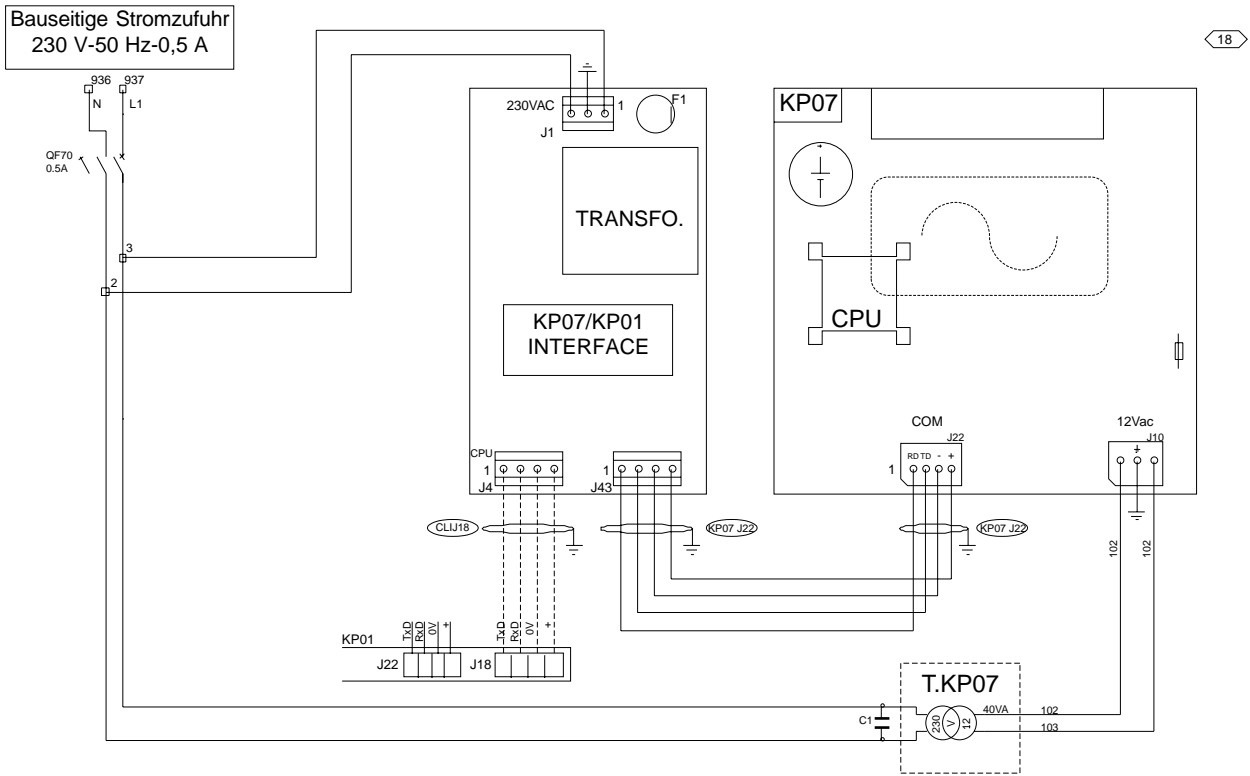 Bauseitige Stromzufuhr
230 V-50 Hz-0,5 A
18
936 937
N L1
QF70
0.5A
3
2
230VAC 1
J1
F1
TRANSFO.
KP07/KP01
INTERFACE
CPU
1
J4
1
J43
KP07
CPU
COM
J22
RD TD - +
1
12Vac
J10
CLIJ18
KP07 J22
KP07 J22
102
102
KP01
TxD
RxD
0V
+
J22
TxD
RxD
0V
+
J18
T.KP07
C1
230
V
12
40VA
102
103